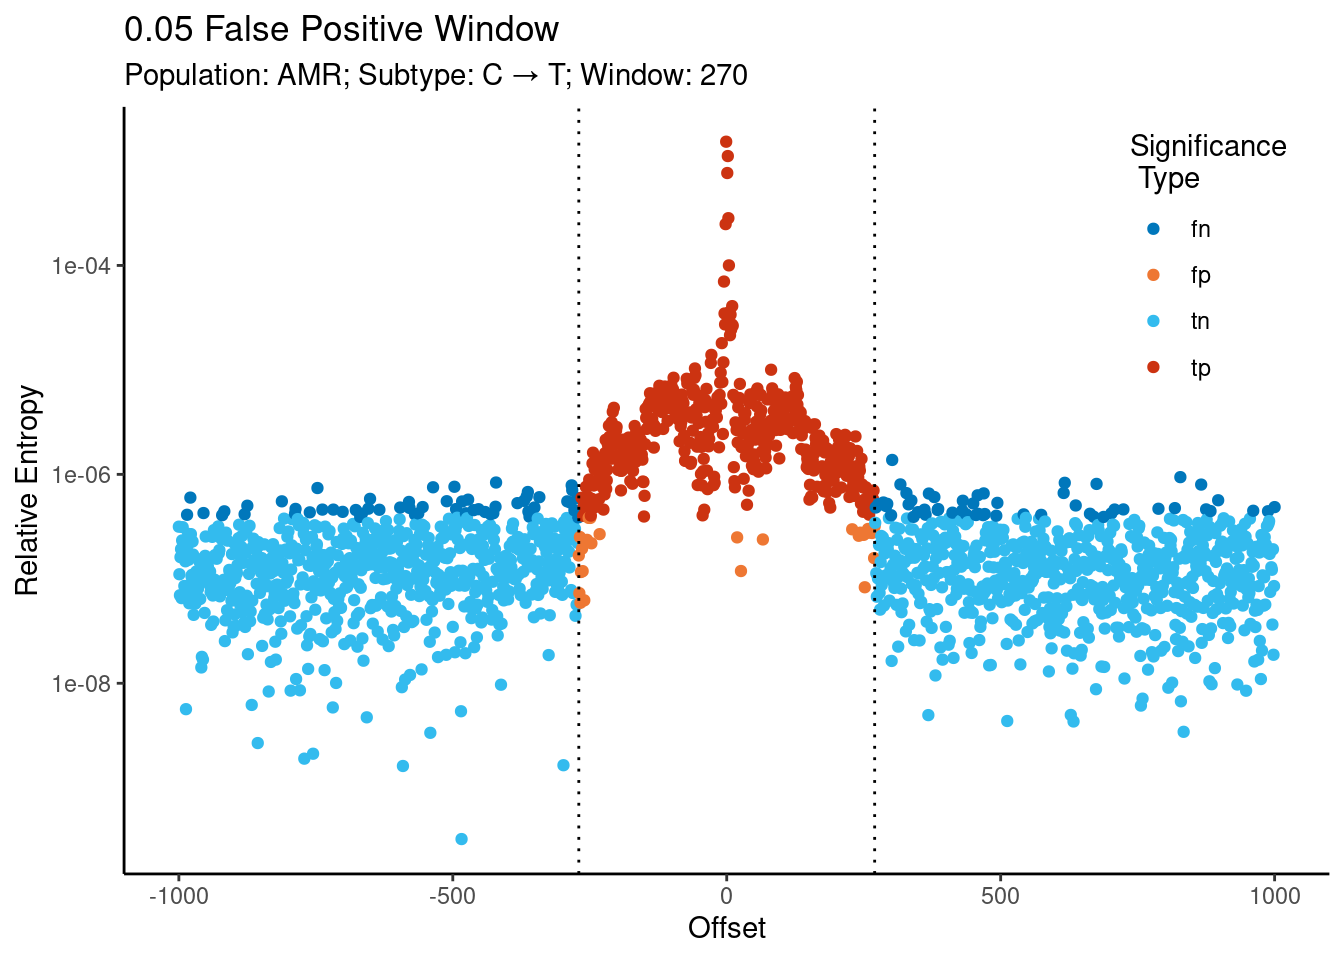 0.05 False Positive Window
Population: AMR; Subtype: C → T; Window: 270
Significance
Type
fn
fp
tn
tp
Relative Entropy
1e-04
1e-06
1e-08
-1000
-500
0
500
1000
Offset